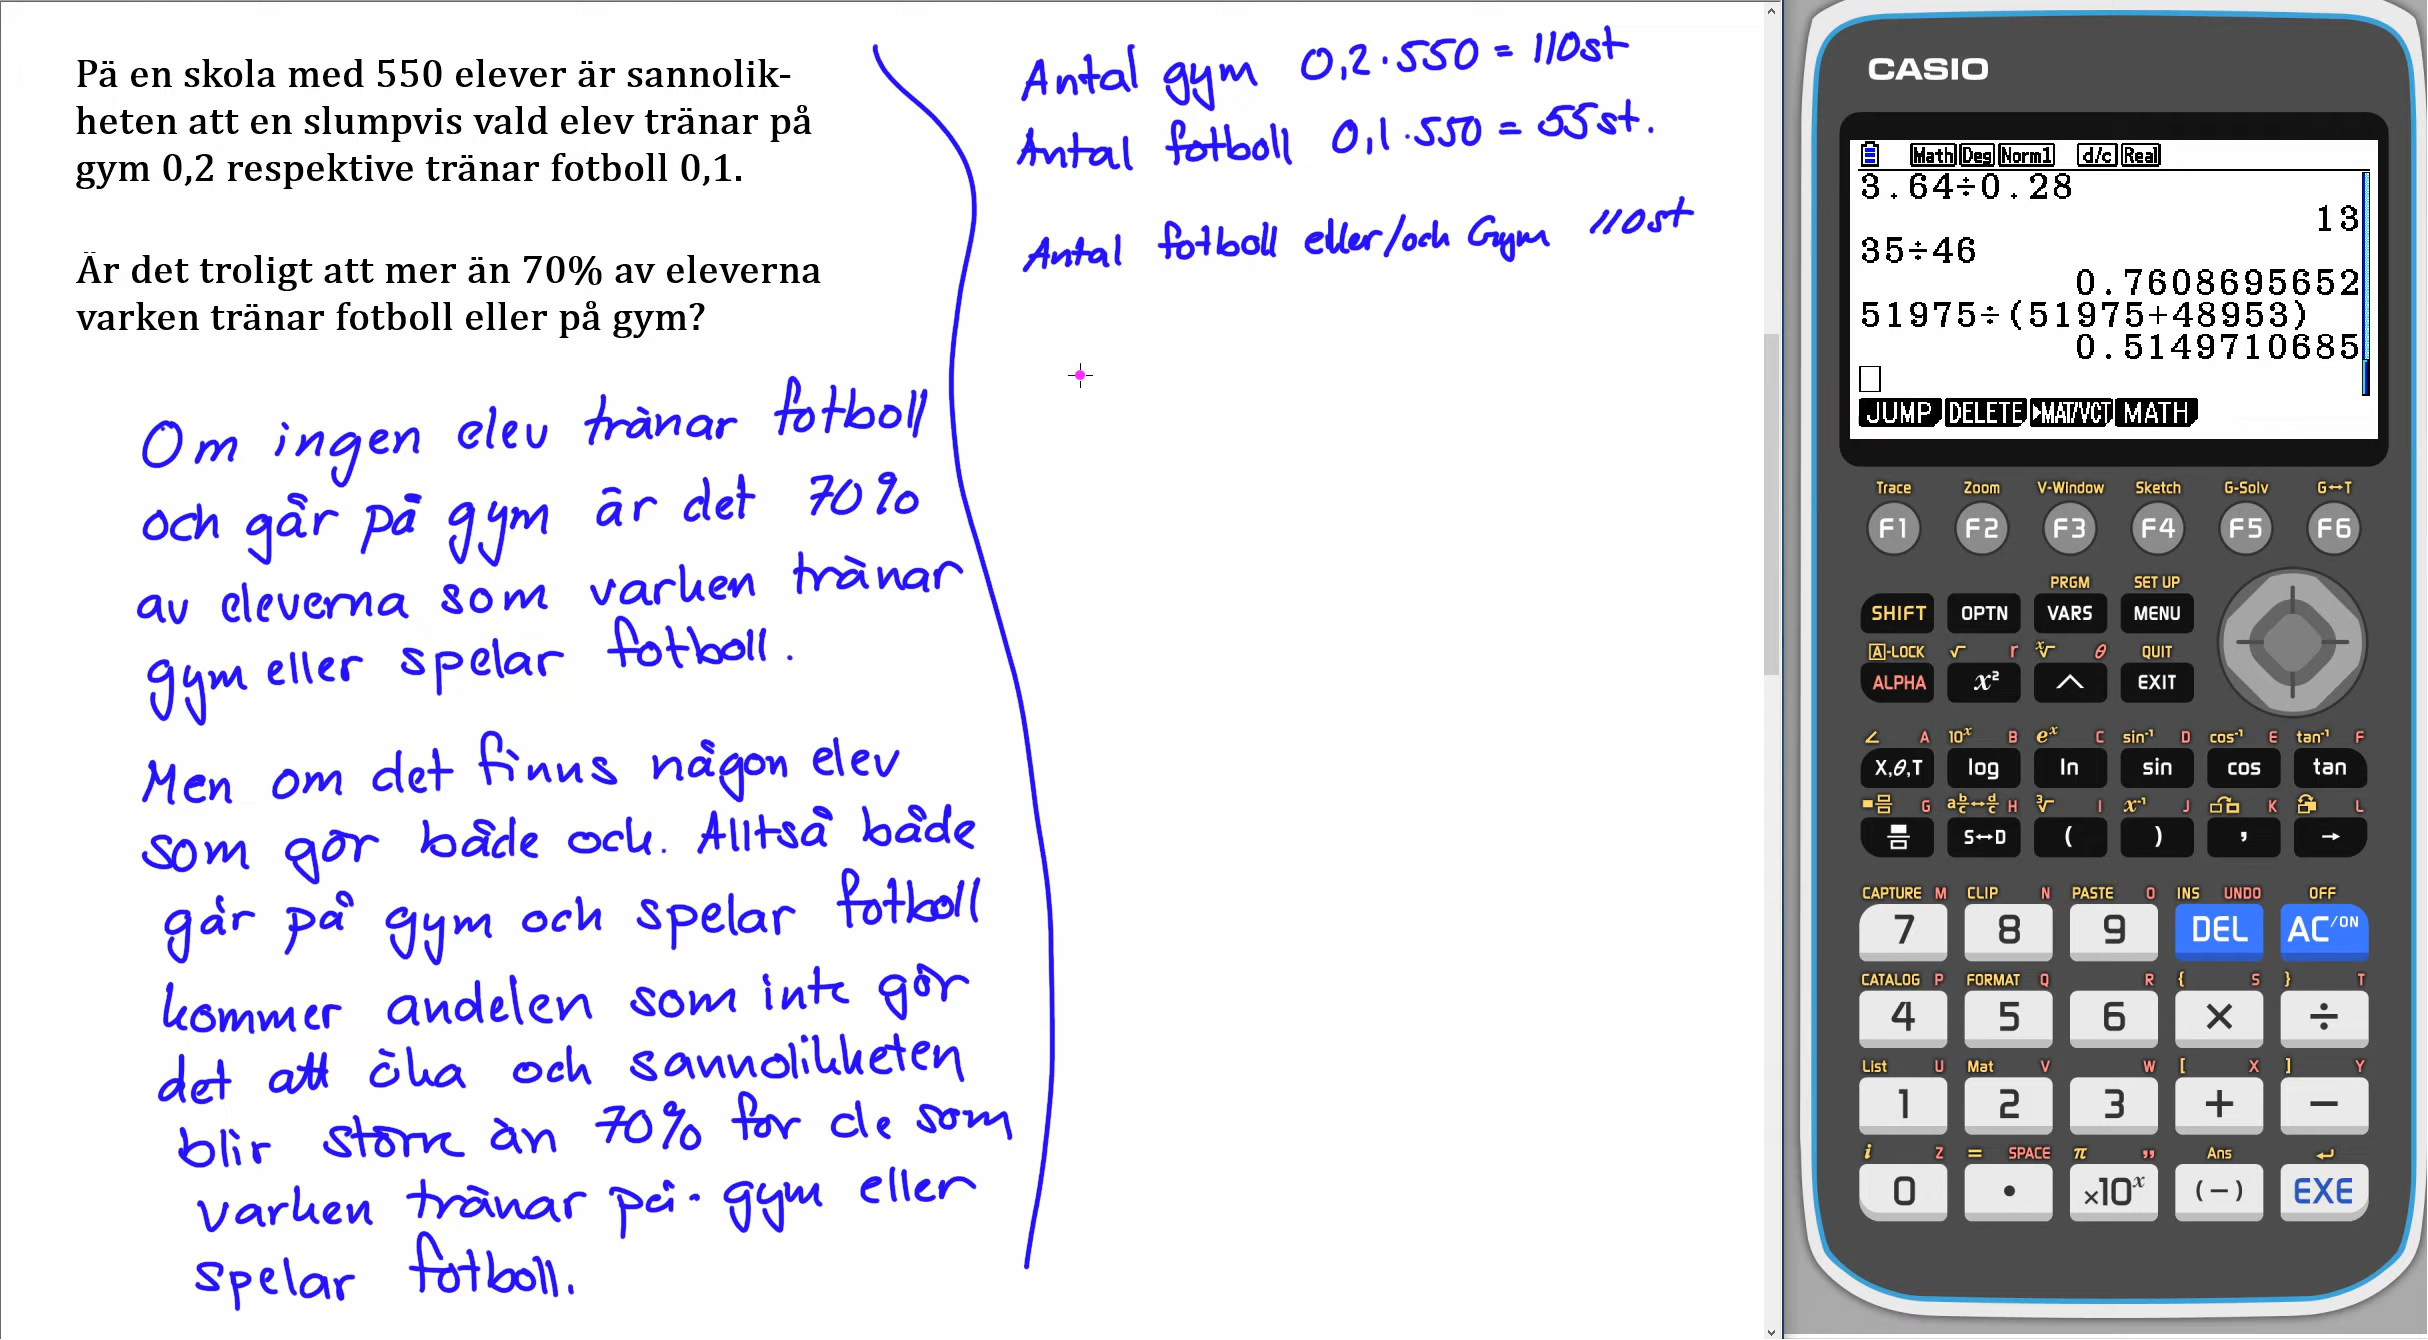 På en skola med 550 elever är sannolik-
heten att en slumpvis vald elev tränar på
gym 0,2 respektive tränar fotboll 0,1.
Är det troligt att mer än 70% av eleverna
varken tränar fotboll eller på gym?
Om ingen elev tränar fotboll
och går på gym är det 70%
av eleverna som varken tränar
gym eller spelar fotboll.
Men om det finns någon elev
som gör både och. Alltså både
går på gym och spelar fotboll
kommer andelen som inte gör
det att öka och sannolikheten
blir större än 70% för de som
varken tränar på gym eller
spelar fotboll.
Antal gym 0,2·550 = 110st
Antal fotboll 0,1·550 = 55st.
Antal fotboll eller/och Gym 110st
CASIO
Math Deg Norm1 d/c Real
3.64÷0.28
13
35÷46
0.7608695652
51975÷(51975+48953)
0.5149710685
JUMP DELETE ▶MAT/VCT MATH
Trace Zoom V-Window Sketch G-Solv G↔T
F1 F2 F3 F4 F5 F6
PRGM SET UP
SHIFT OPTN VARS MENU
A-LOCK √ r ˣ√ θ QUIT
ALPHA x² ^ EXIT
∠ A 10ˣ B eˣ C sin⁻¹ D cos⁻¹ E tan⁻¹ F
X,θ,T log ln sin cos tan
G a b/c↔d/c H ³√ I x⁻¹ J K L
S↔D ( ) , →
CAPTURE M CLIP N PASTE O INS UNDO OFF
7 8 9 DEL AC/ON
CATALOG P FORMAT Q R { S } T
4 5 6 × ÷
List U Mat V W [ X ] Y
1 2 3 + −
i Z = SPACE π " Ans ↵
0 • ×10ˣ (−) EXE